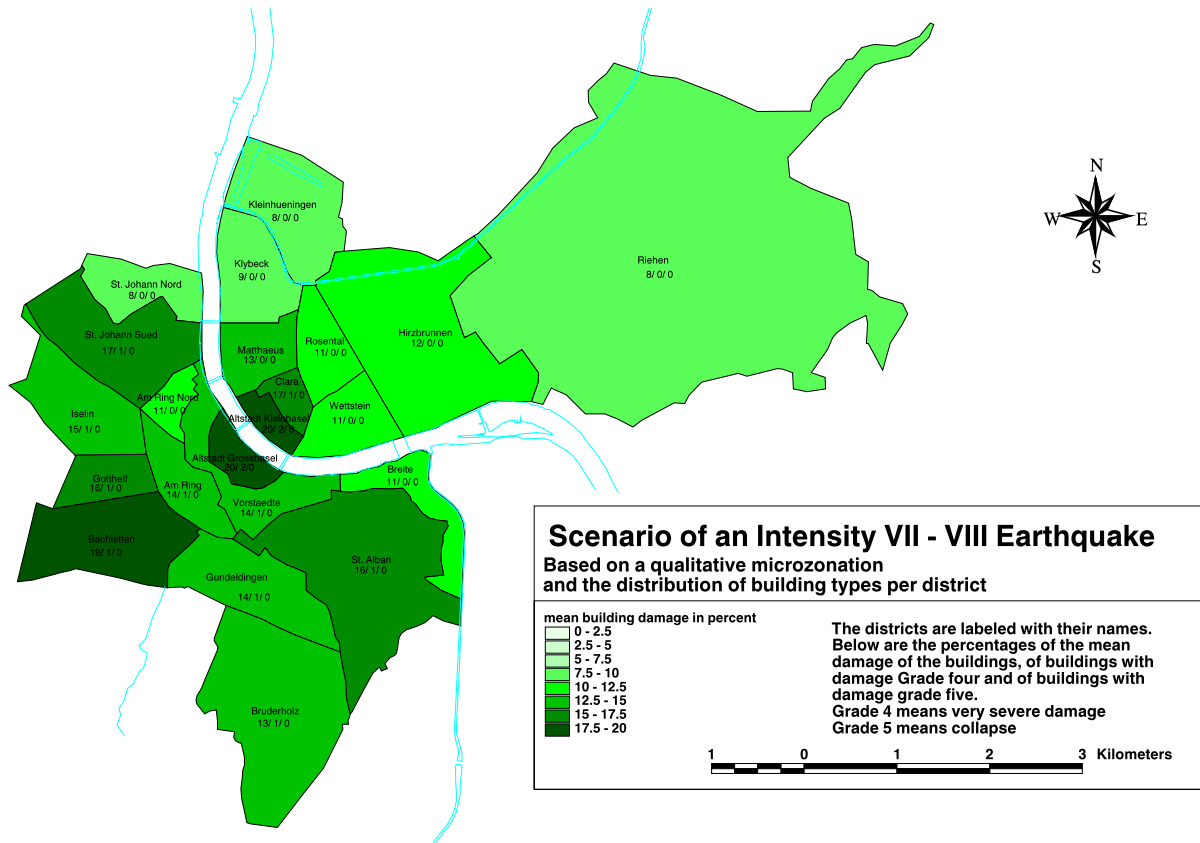 N
W
E
S
Kleinhueningen
8/ 0/ 0
Klybeck
9/ 0/ 0
Riehen
8/ 0/ 0
St. Johann Nord
8/ 0/ 0
St. Johann Sued
17/ 1/ 0
Matthaeus
13/ 0/ 0
Rosental
11/ 0/ 0
Hirzbrunnen
12/ 0/ 0
Clara
17/ 1/ 0
Am Ring Nord
11/ 0/ 0
Iselin
15/ 1/ 0
Altstadt Kleinbasel
20/ 2/ 0
Wettstein
11/ 0/ 0
Altstadt Grossbasel
20/ 2/0
Breite
11/ 0/ 0
Gotthelf
16/ 1/ 0
Am Ring
14/ 1/ 0
Vorstaedte
14/ 1/ 0
Bachletten
19/ 1/ 0
St. Alban
16/ 1/ 0
Gundeldingen
14/ 1/ 0
Bruderholz
13/ 1/ 0
Scenario of an Intensity VII - VIII Earthquake
Based on a qualitative microzonation
and the distribution of building types per district
mean building damage in percent
0 - 2.5
2.5 - 5
5 - 7.5
7.5 - 10
10 - 12.5
12.5 - 15
15 - 17.5
17.5 - 20
The districts are labeled with their names.
Below are the percentages of the mean
damage of the buildings, of buildings with
damage Grade four and of buildings with
damage grade five.
Grade 4 means very severe damage
Grade 5 means collapse
1 0 1 2 3 Kilometers